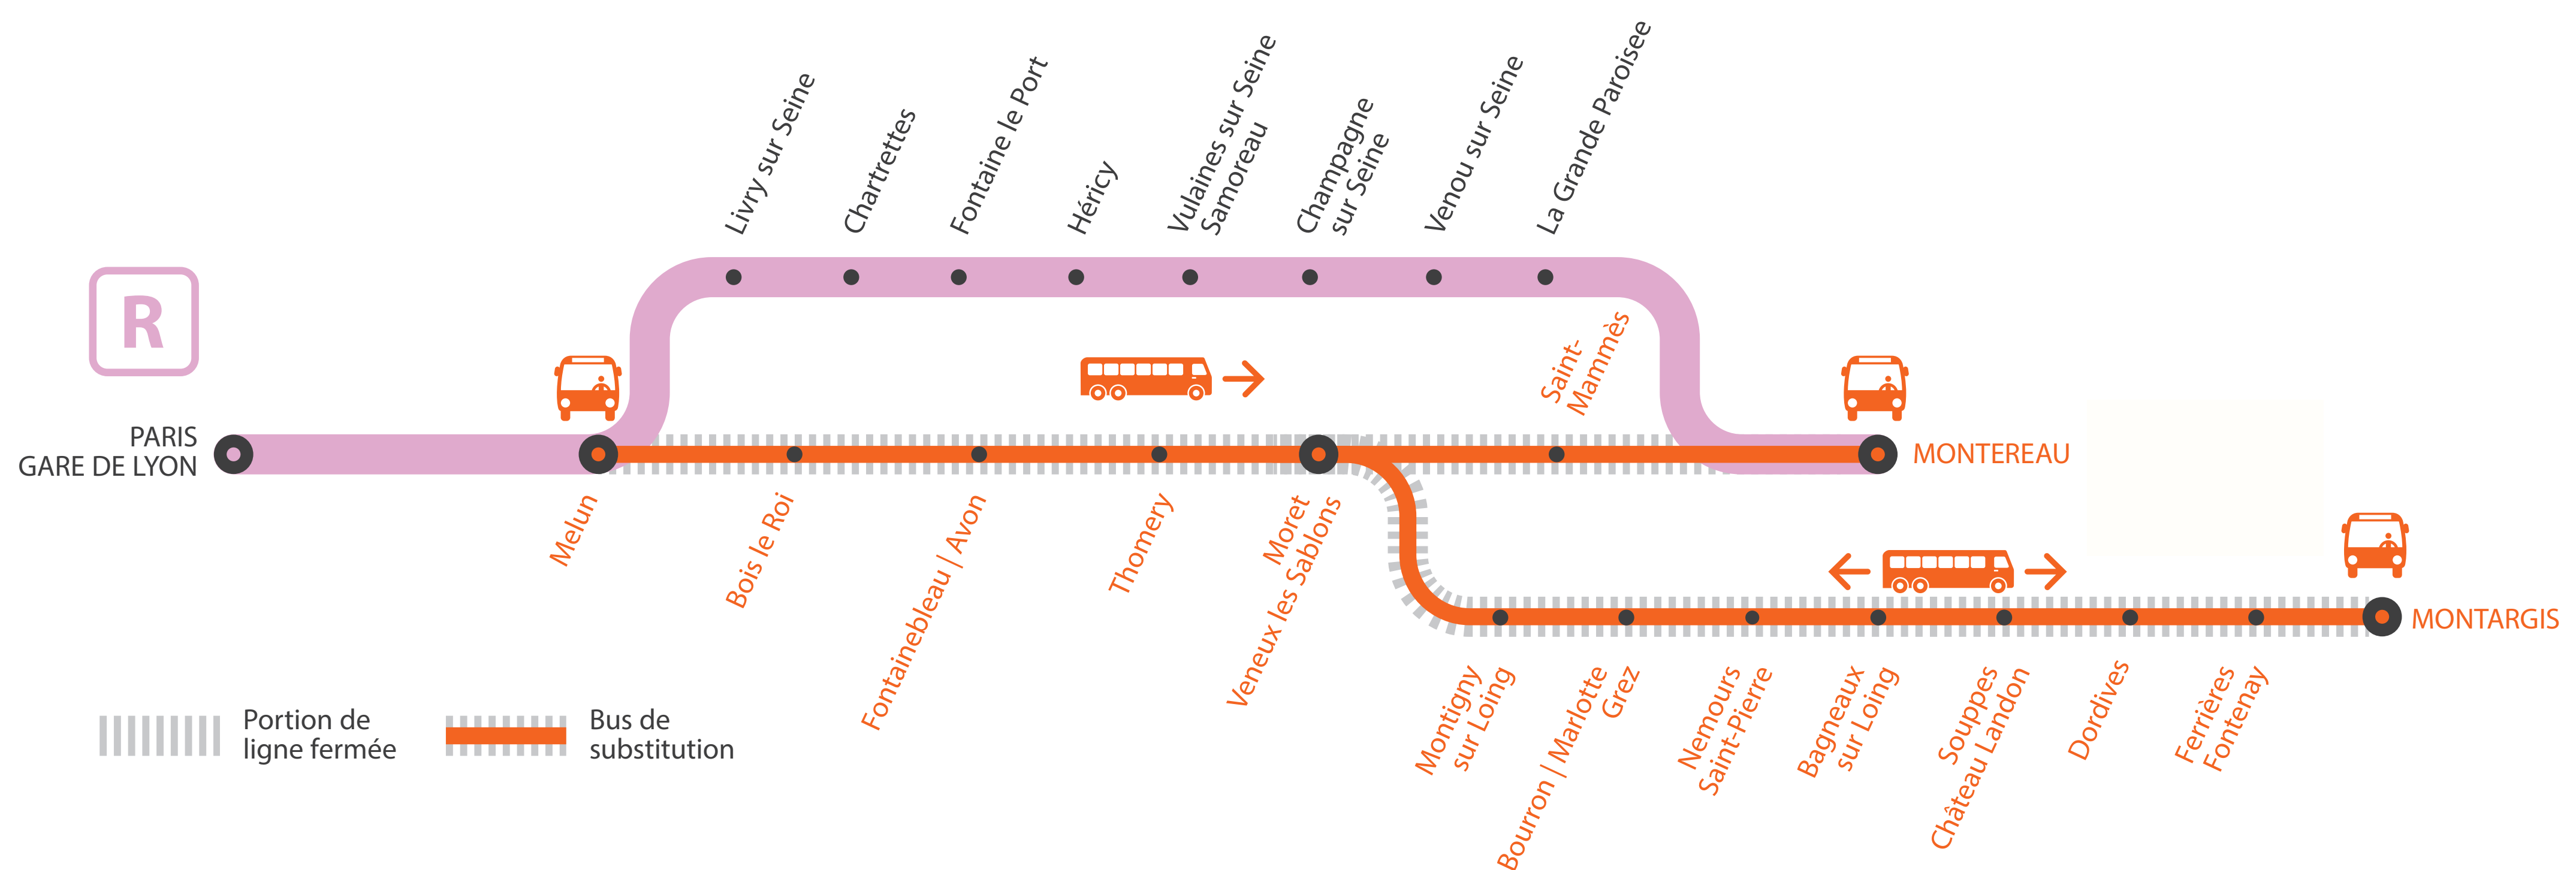 Livry sur Seine
Chartrettes
Fontaine le Port
Héricy
Vulaines sur Seine
Samoreau
Champagne
sur Seine
Venou sur Seine
La Grande Paroisee
R
PARIS
GARE DE LYON
Saint-
Mammès
MONTEREAU
Melun
Bois le Roi
Fontainebleau | Avon
Thomery
Moret
Veneux les Sablons
MONTARGIS
Montigny
sur Loing
Bourron | Marlotte
Grez
Nemours
Saint-Pierre
Bagneaux
sur Loing
Souppes
Château Landon
Dordives
Ferrières
Fontenay
Portion de
ligne fermée
Bus de
substitution